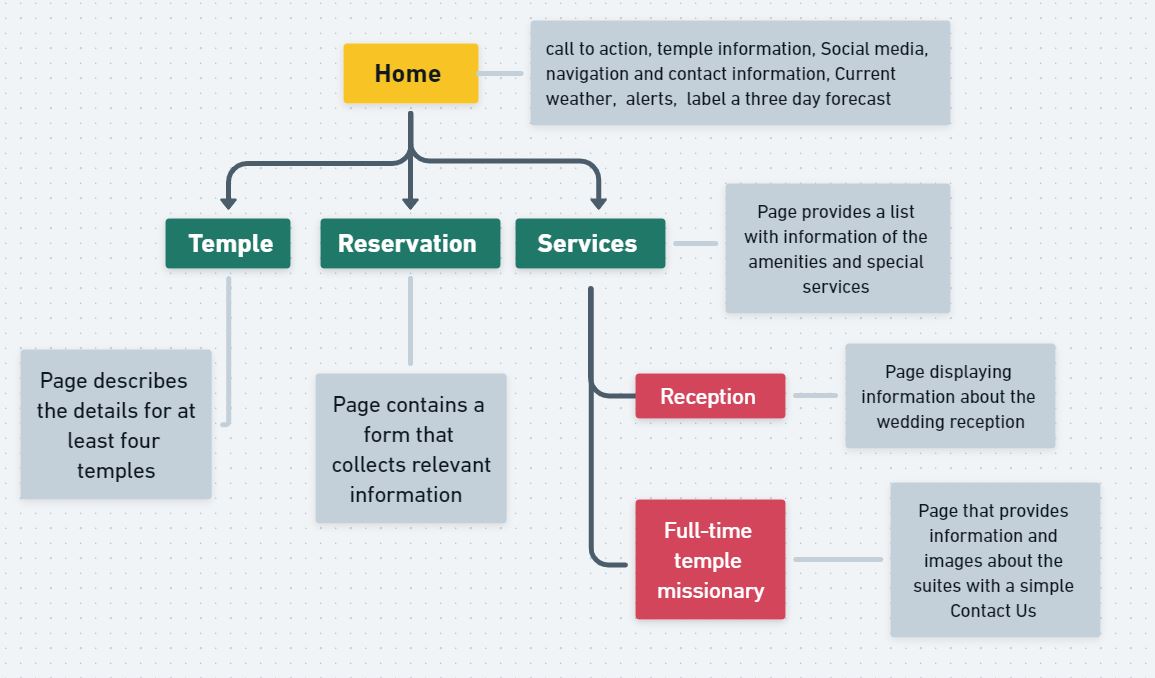 Home
call to action, temple information, Social media,
navigation and contact information, Current
weather, alerts, label a three day forecast
Temple
Reservation
Services
Page provides a list
with information of the
amenities and special
services
Page describes
the details for at
least four
temples
Page contains a
form that
collects relevant
information
Reception
Page displaying
information about the
wedding reception
Full-time
temple
missionary
Page that provides
information and
images about the
suites with a simple
Contact Us